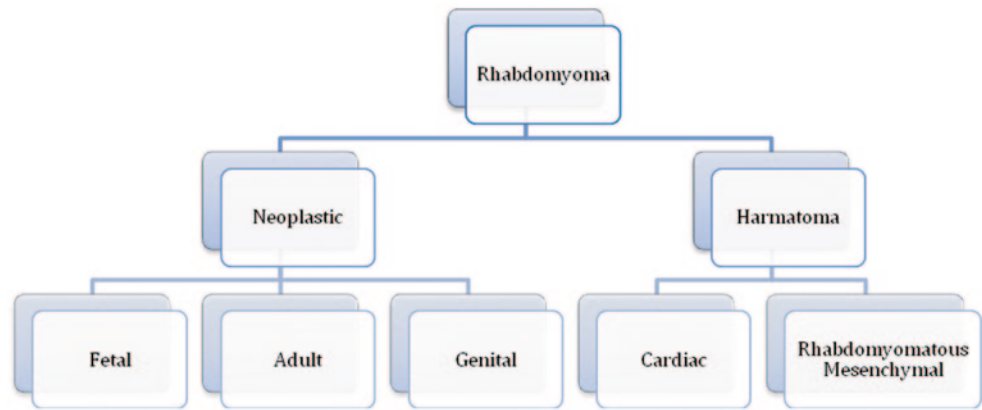 Rhabdomyoma
Neoplastic
Harmatoma
Fetal
Adult
Genital
Cardiac
Rhabdomyomatous
Mesenchymal